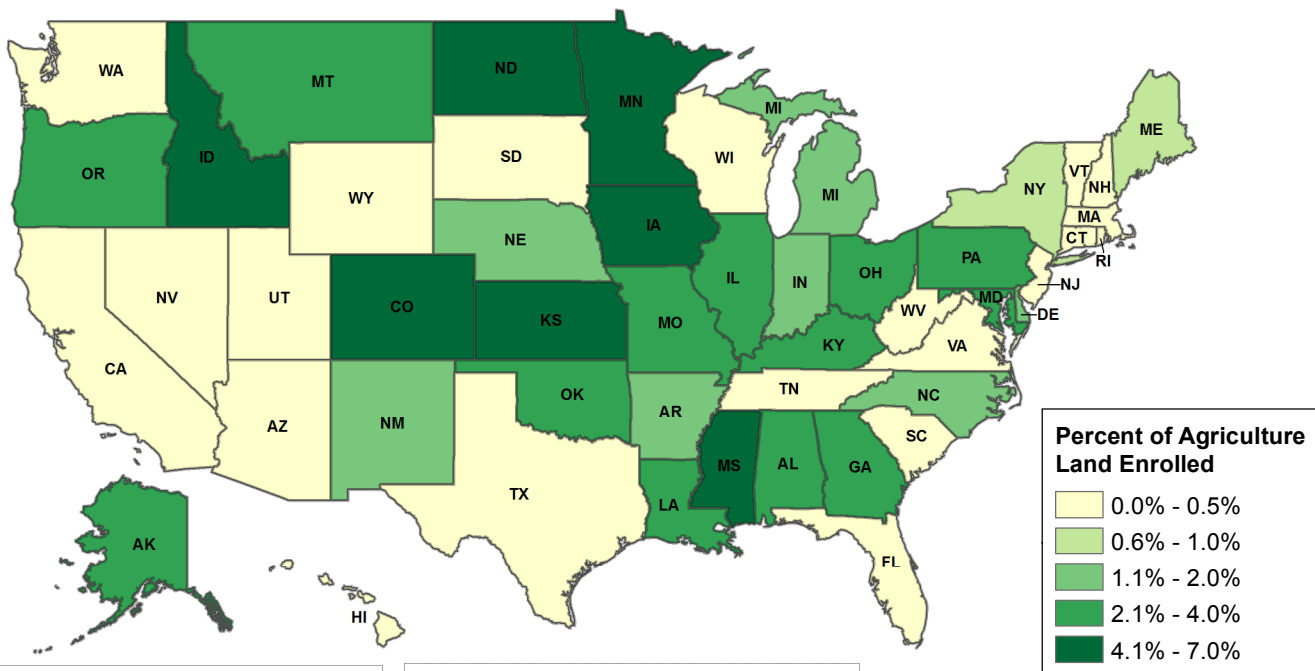 WA
MT
ND
MN
MI
ME
OR
ID
SD
WI
VT
NH
NY
WY
MI
MA
CT
RI
NE
IA
PA
NJ
NV
UT
CO
KS
MO
IL
IN
OH
MD
DE
WV
VA
KY
CA
AZ
NM
OK
AR
TN
NC
SC
MS
AL
GA
TX
LA
FL
AK
HI
Percent of Agriculture
Land Enrolled
0.0% - 0.5%
0.6% - 1.0%
1.1% - 2.0%
2.1% - 4.0%
4.1% - 7.0%